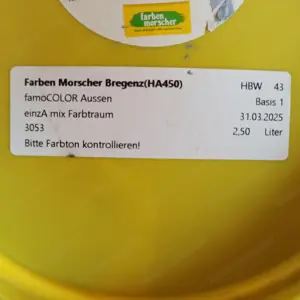 farben
morscher
Farben Morscher Bregenz(HA450) HBW 43
famoCOLOR Aussen Basis 1
einzA mix Farbtraum 31.03.2025
3053 2,50 Liter
Bitte Farbton kontrollieren!